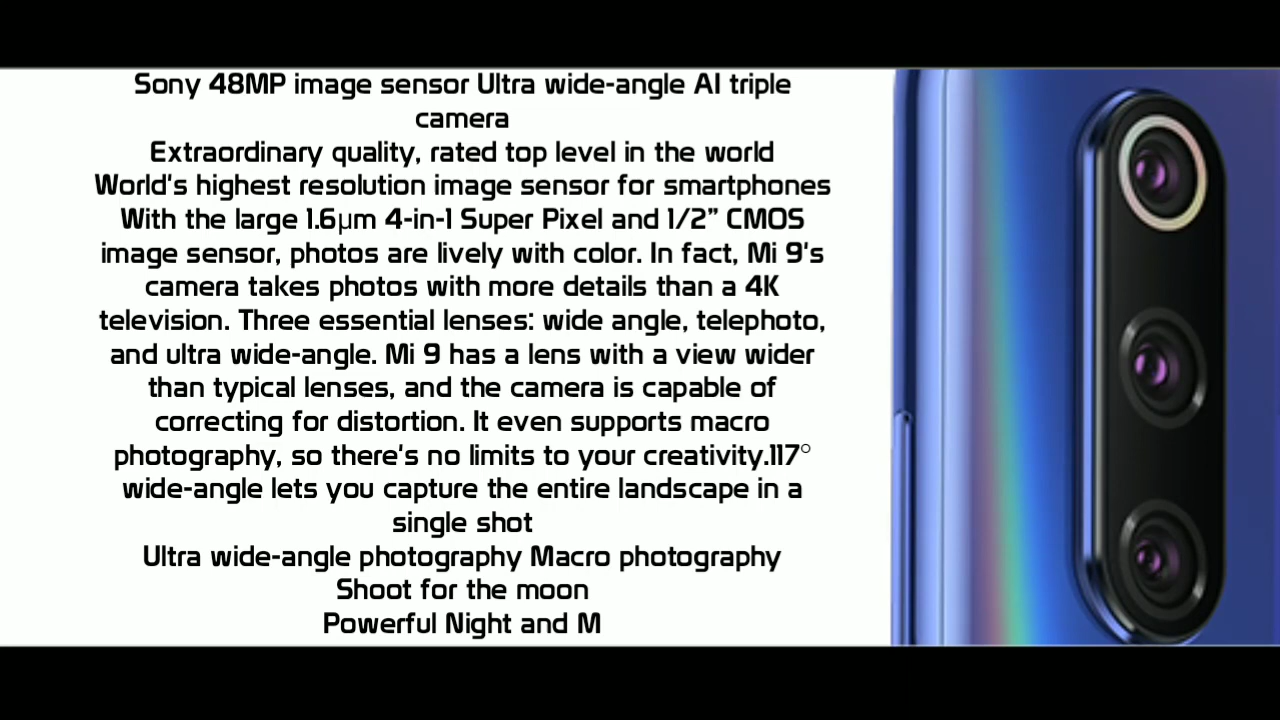 Sony 48MP image sensor Ultra wide-angle AI triple
camera
Extraordinary quality, rated top level in the world
World's highest resolution image sensor for smartphones
With the large 1.6μm 4-in-1 Super Pixel and 1/2” CMOS
image sensor, photos are lively with color. In fact, Mi 9's
camera takes photos with more details than a 4K
television. Three essential lenses: wide angle, telephoto,
and ultra wide-angle. Mi 9 has a lens with a view wider
than typical lenses, and the camera is capable of
correcting for distortion. It even supports macro
photography, so there's no limits to your creativity.117°
wide-angle lets you capture the entire landscape in a
single shot
Ultra wide-angle photography Macro photography
Shoot for the moon
Powerful Night and M